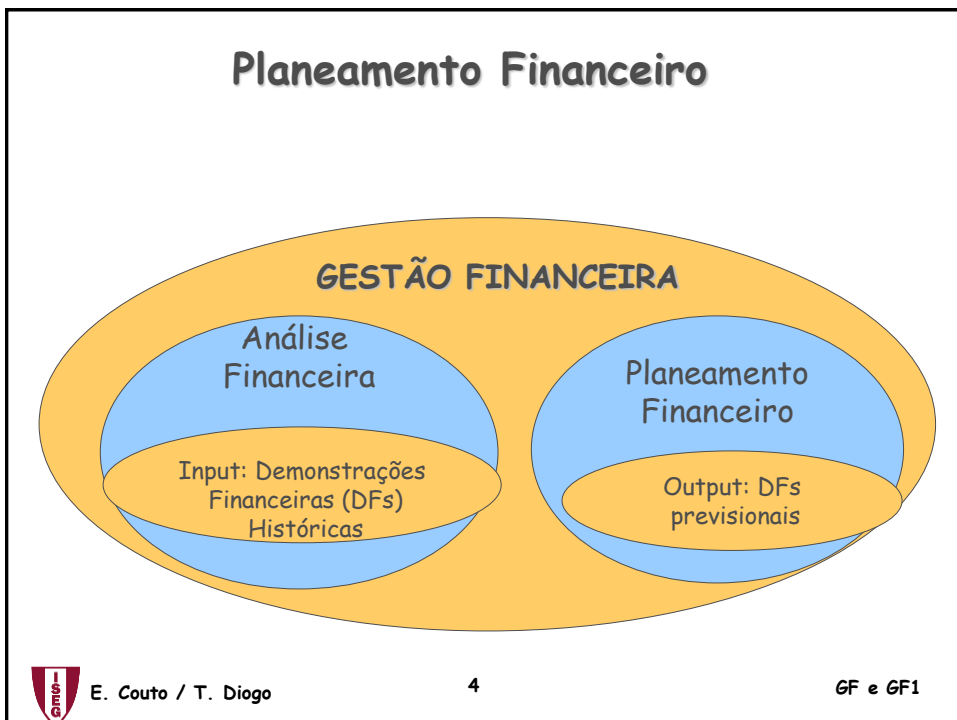 Planeamento Financeiro
GESTÃO FINANCEIRA
Análise
Financeira
Input: Demonstrações
Financeiras (DFs)
Históricas
Planeamento
Financeiro
Output: DFs
previsionais
ISEG
E. Couto / T. Diogo
4
GF e GF1